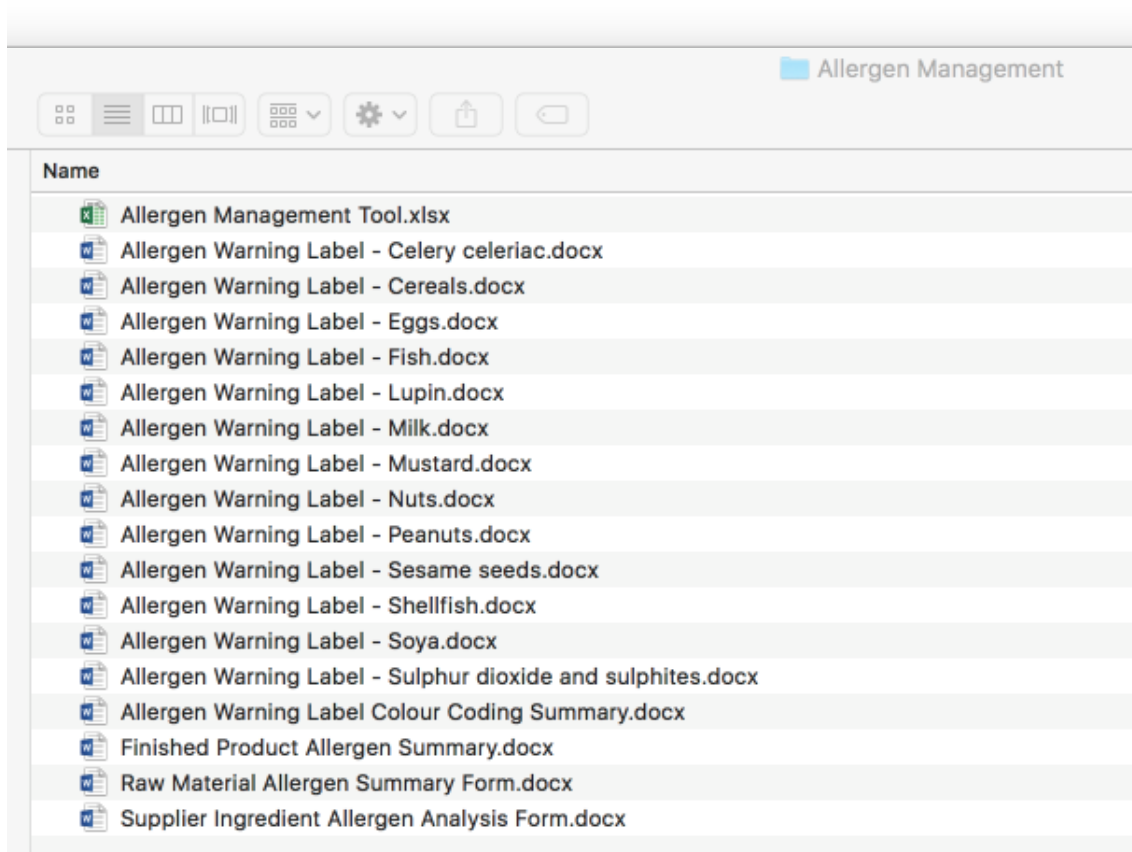 Allergen Management
Name
Allergen Management Tool.xlsx
Allergen Warning Label - Celery celeriac.docx
Allergen Warning Label - Cereals.docx
Allergen Warning Label - Eggs.docx
Allergen Warning Label - Fish.docx
Allergen Warning Label - Lupin.docx
Allergen Warning Label - Milk.docx
Allergen Warning Label - Mustard.docx
Allergen Warning Label - Nuts.docx
Allergen Warning Label - Peanuts.docx
Allergen Warning Label - Sesame seeds.docx
Allergen Warning Label - Shellfish.docx
Allergen Warning Label - Soya.docx
Allergen Warning Label - Sulphur dioxide and sulphites.docx
Allergen Warning Label Colour Coding Summary.docx
Finished Product Allergen Summary.docx
Raw Material Allergen Summary Form.docx
Supplier Ingredient Allergen Analysis Form.docx